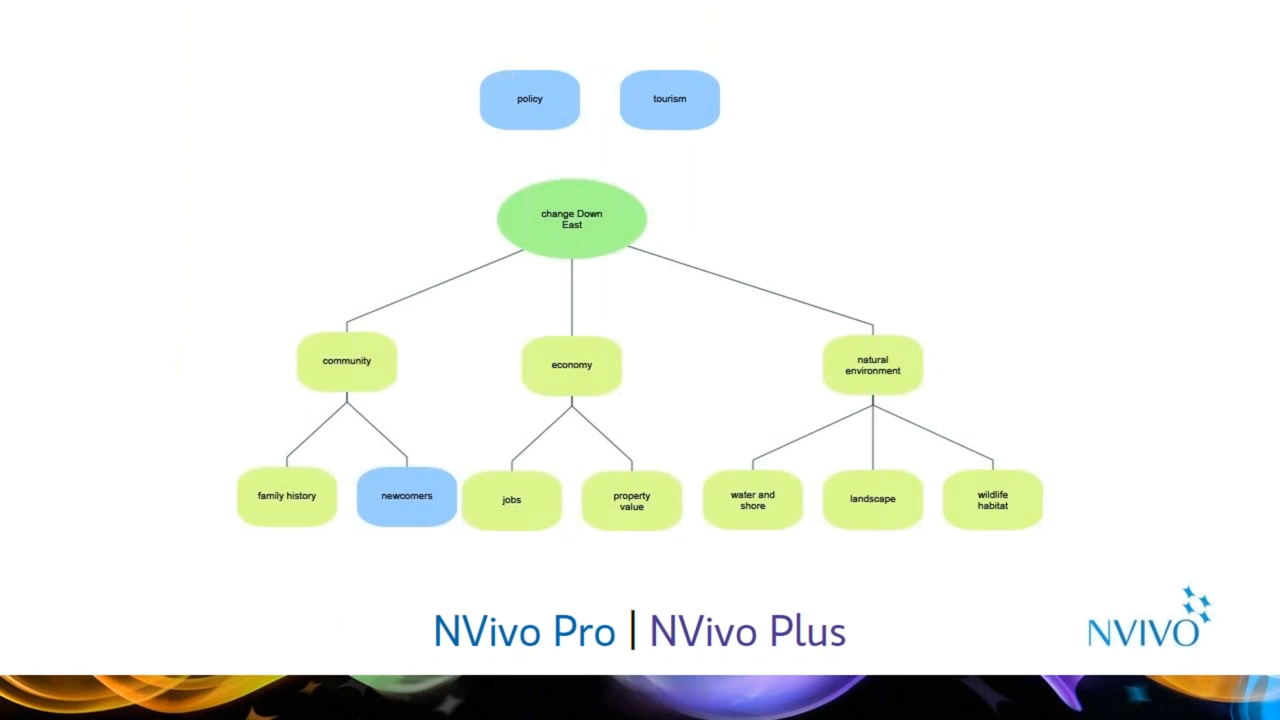 policy
tourism
change Down
East
community
economy
natural
environment
family history
newcomers
jobs
property
value
water and
shore
landscape
wildlife
habitat
NVivo Pro | NVivo Plus
NVIVO